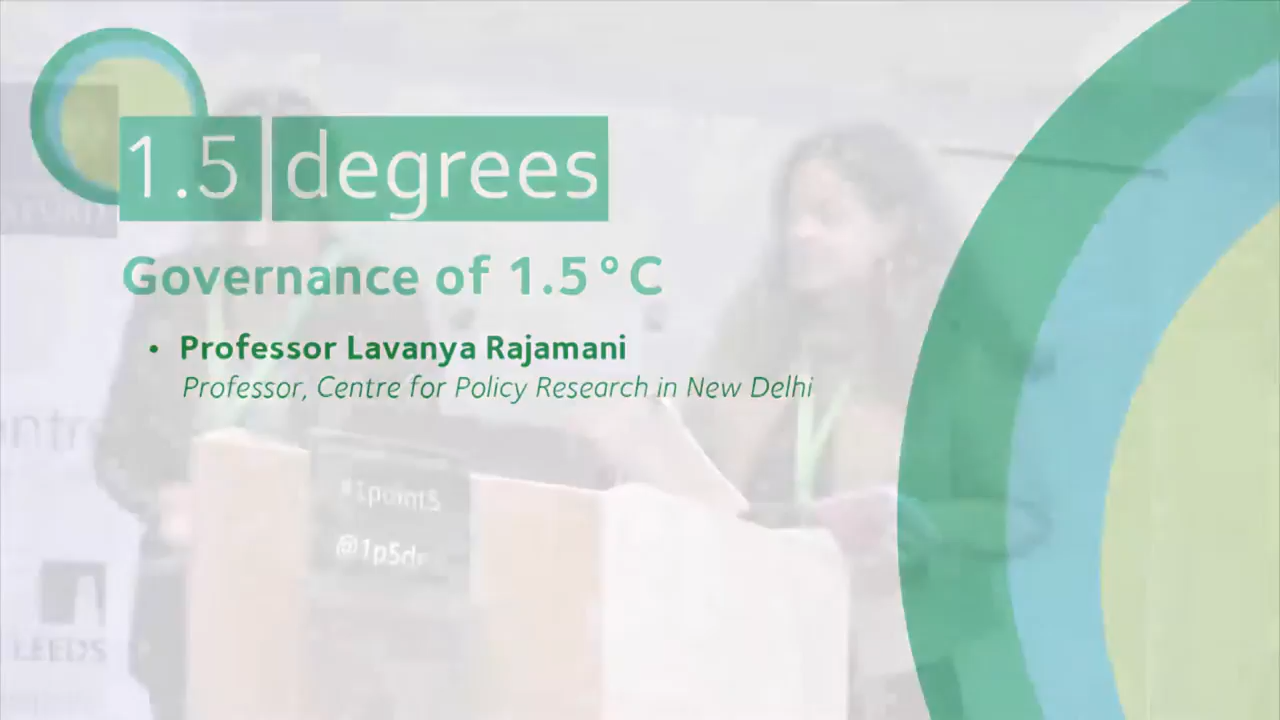 1.5 degrees
Governance of 1.5°C
• Professor Lavanya Rajamani
Professor, Centre for Policy Research in New Delhi
#1point5
LEEDS